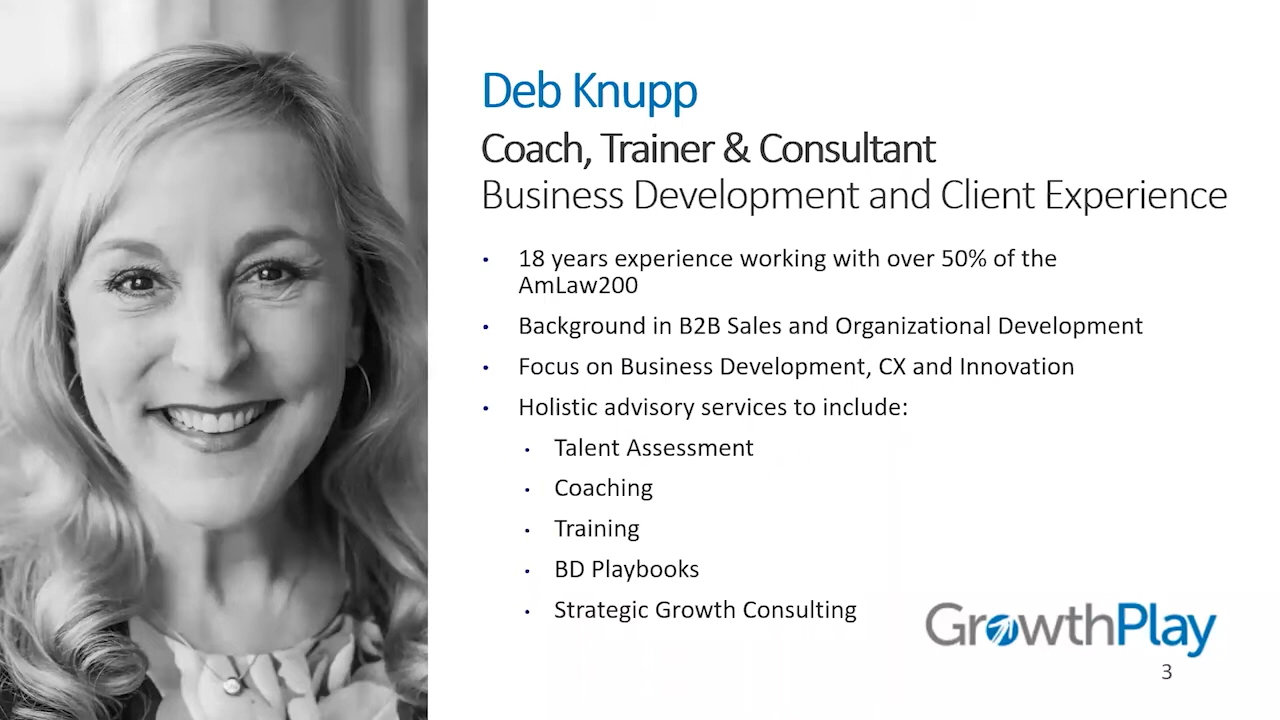 Deb Knupp
Coach, Trainer & Consultant
Business Development and Client Experience
• 18 years experience working with over 50% of the
AmLaw200
• Background in B2B Sales and Organizational Development
• Focus on Business Development, CX and Innovation
• Holistic advisory services to include:
• Talent Assessment
• Coaching
• Training
• BD Playbooks
• Strategic Growth Consulting
GrowthPlay
3